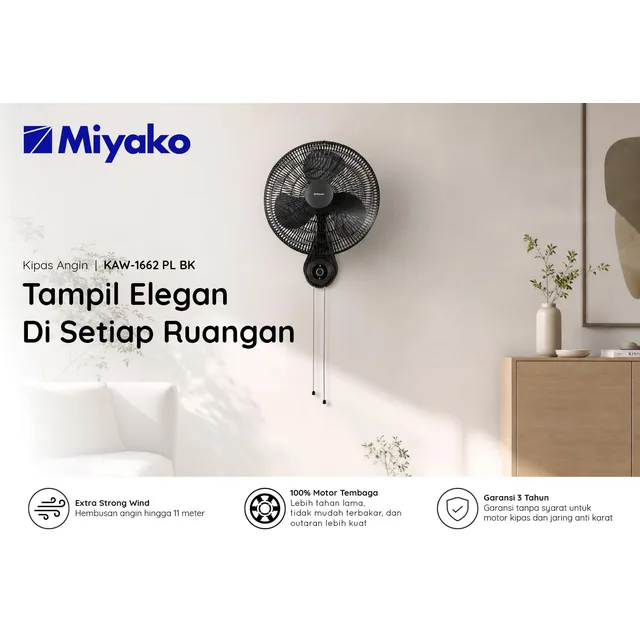 Miyako
Kipas Angin | KAW-1662 PL BK
Tampil Elegan
Di Setiap Ruangan
Extra Strong Wind
Hembusan angin hingga 11 meter
100% Motor Tembaga
Lebih tahan lama,
tidak mudah terbakar, dan
outaran lebih kuat
Garansi 3 Tahun
Garansi tanpa syarat untuk
motor kipas dan jaring anti karat